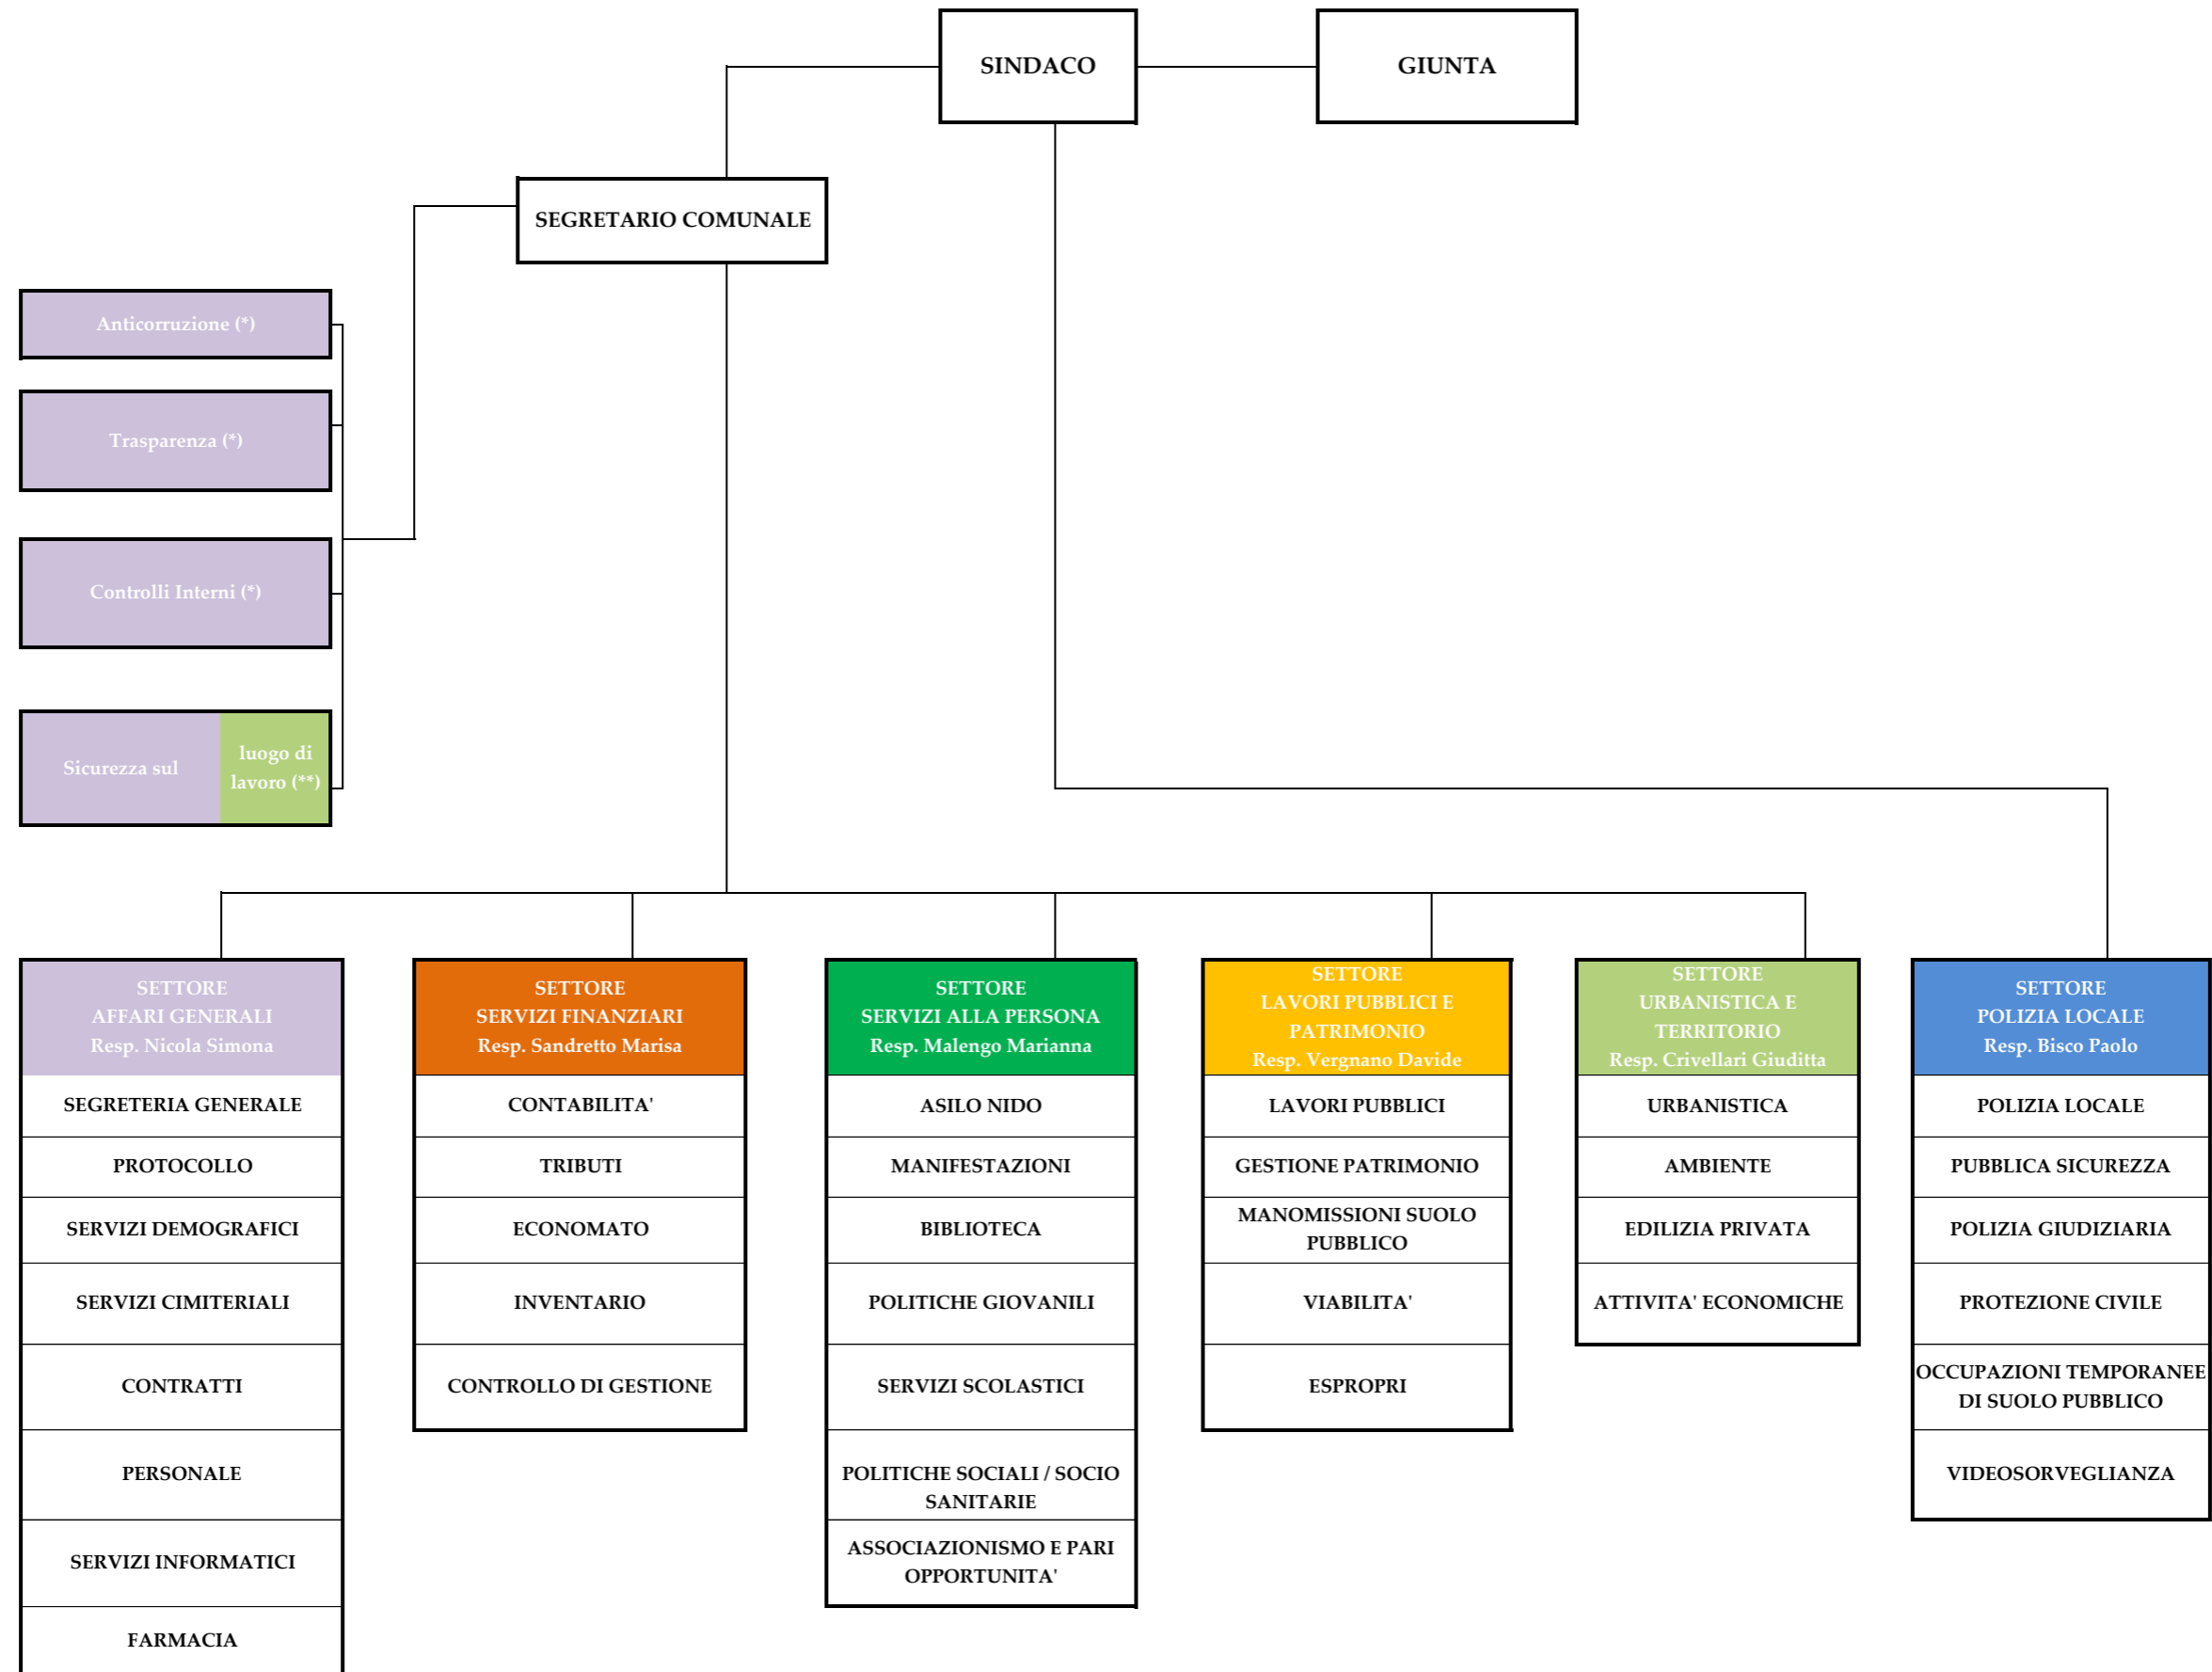 SINDACO
GIUNTA
SEGRETARIO COMUNALE
Anticorruzione (*)
Trasparenza (*)
Controlli Interni (*)
Sicurezza sul
luogo di
lavoro (**)
SETTORE
AFFARI GENERALI
Resp. Nicola Simona
SEGRETERIA GENERALE
PROTOCOLLO
SERVIZI DEMOGRAFICI
SERVIZI CIMITERIALI
CONTRATTI
PERSONALE
SERVIZI INFORMATICI
FARMACIA
SETTORE
SERVIZI FINANZIARI
Resp. Sandretto Marisa
CONTABILITA'
TRIBUTI
ECONOMATO
INVENTARIO
CONTROLLO DI GESTIONE
SETTORE
SERVIZI ALLA PERSONA
Resp. Malengo Marianna
ASILO NIDO
MANIFESTAZIONI
BIBLIOTECA
POLITICHE GIOVANILI
SERVIZI SCOLASTICI
POLITICHE SOCIALI / SOCIO
SANITARIE
ASSOCIAZIONISMO E PARI
OPPORTUNITA'
SETTORE
LAVORI PUBBLICI E
PATRIMONIO
Resp. Vergnano Davide
LAVORI PUBBLICI
GESTIONE PATRIMONIO
MANOMISSIONI SUOLO
PUBBLICO
VIABILITA'
ESPROPRI
SETTORE
URBANISTICA E
TERRITORIO
Resp. Crivellari Giuditta
URBANISTICA
AMBIENTE
EDILIZIA PRIVATA
ATTIVITA' ECONOMICHE
SETTORE
POLIZIA LOCALE
Resp. Bisco Paolo
POLIZIA LOCALE
PUBBLICA SICUREZZA
POLIZIA GIUDIZIARIA
PROTEZIONE CIVILE
OCCUPAZIONI TEMPORANEE
DI SUOLO PUBBLICO
VIDEOSORVEGLIANZA